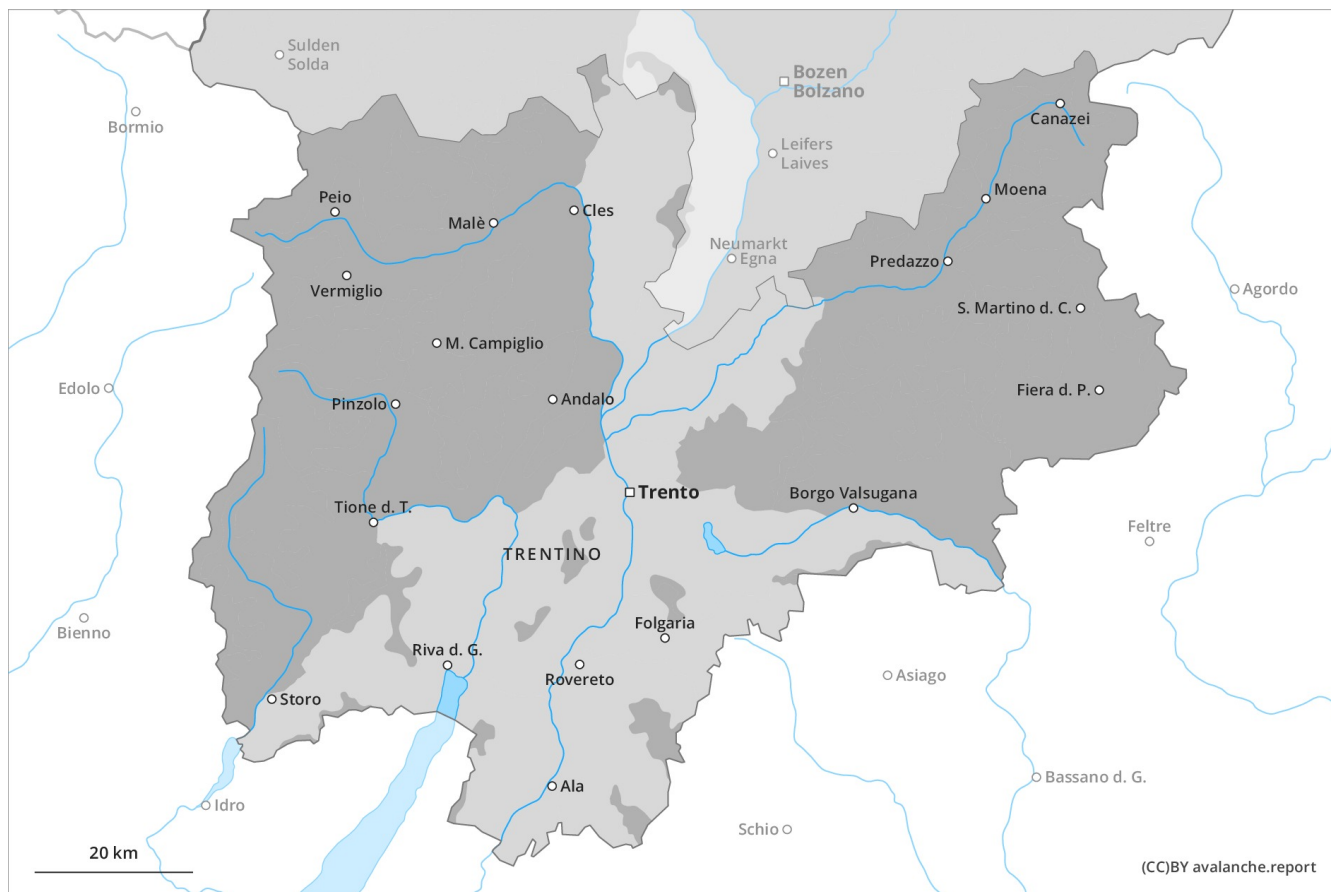 Sulden
Solda
Bozen
Bolzano
Bormio
Canazei
Leifers
Laives
Peio
Moena
Malè
Cles
Neumarkt
Egna
Predazzo
Vermiglio
Agordo
S. Martino d. C.
M. Campiglio
Edolo
Fiera d. P.
Pinzolo
Andalo
Trento
Borgo Valsugana
Tione d. T.
Feltre
TRENTINO
Bienno
Folgaria
Riva d. G.
Rovereto
Asiago
Storo
Bassano d. G.
Ala
Idro
Schio
20 km
(CC)BY avalanche.report